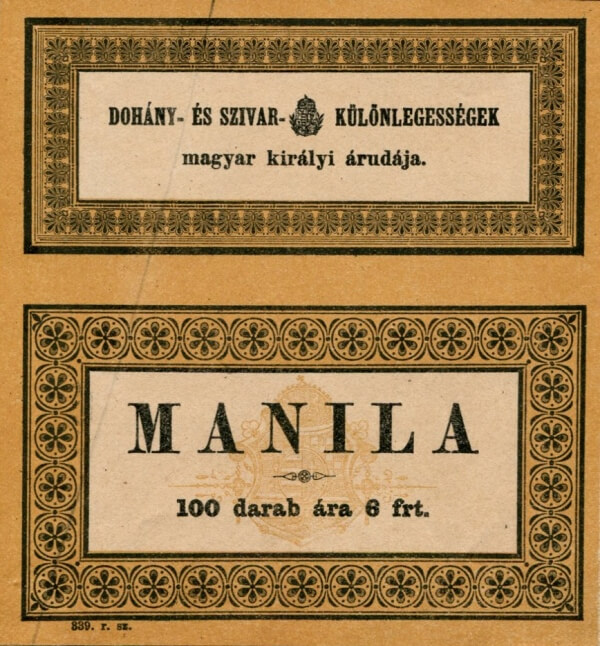 DOHÁNY- ÉS SZIVAR- KÜLÖNLEGESSÉGEK
magyar királyi árudája.
MANILA
100 darab ára 6 frt.
339. r. sz.